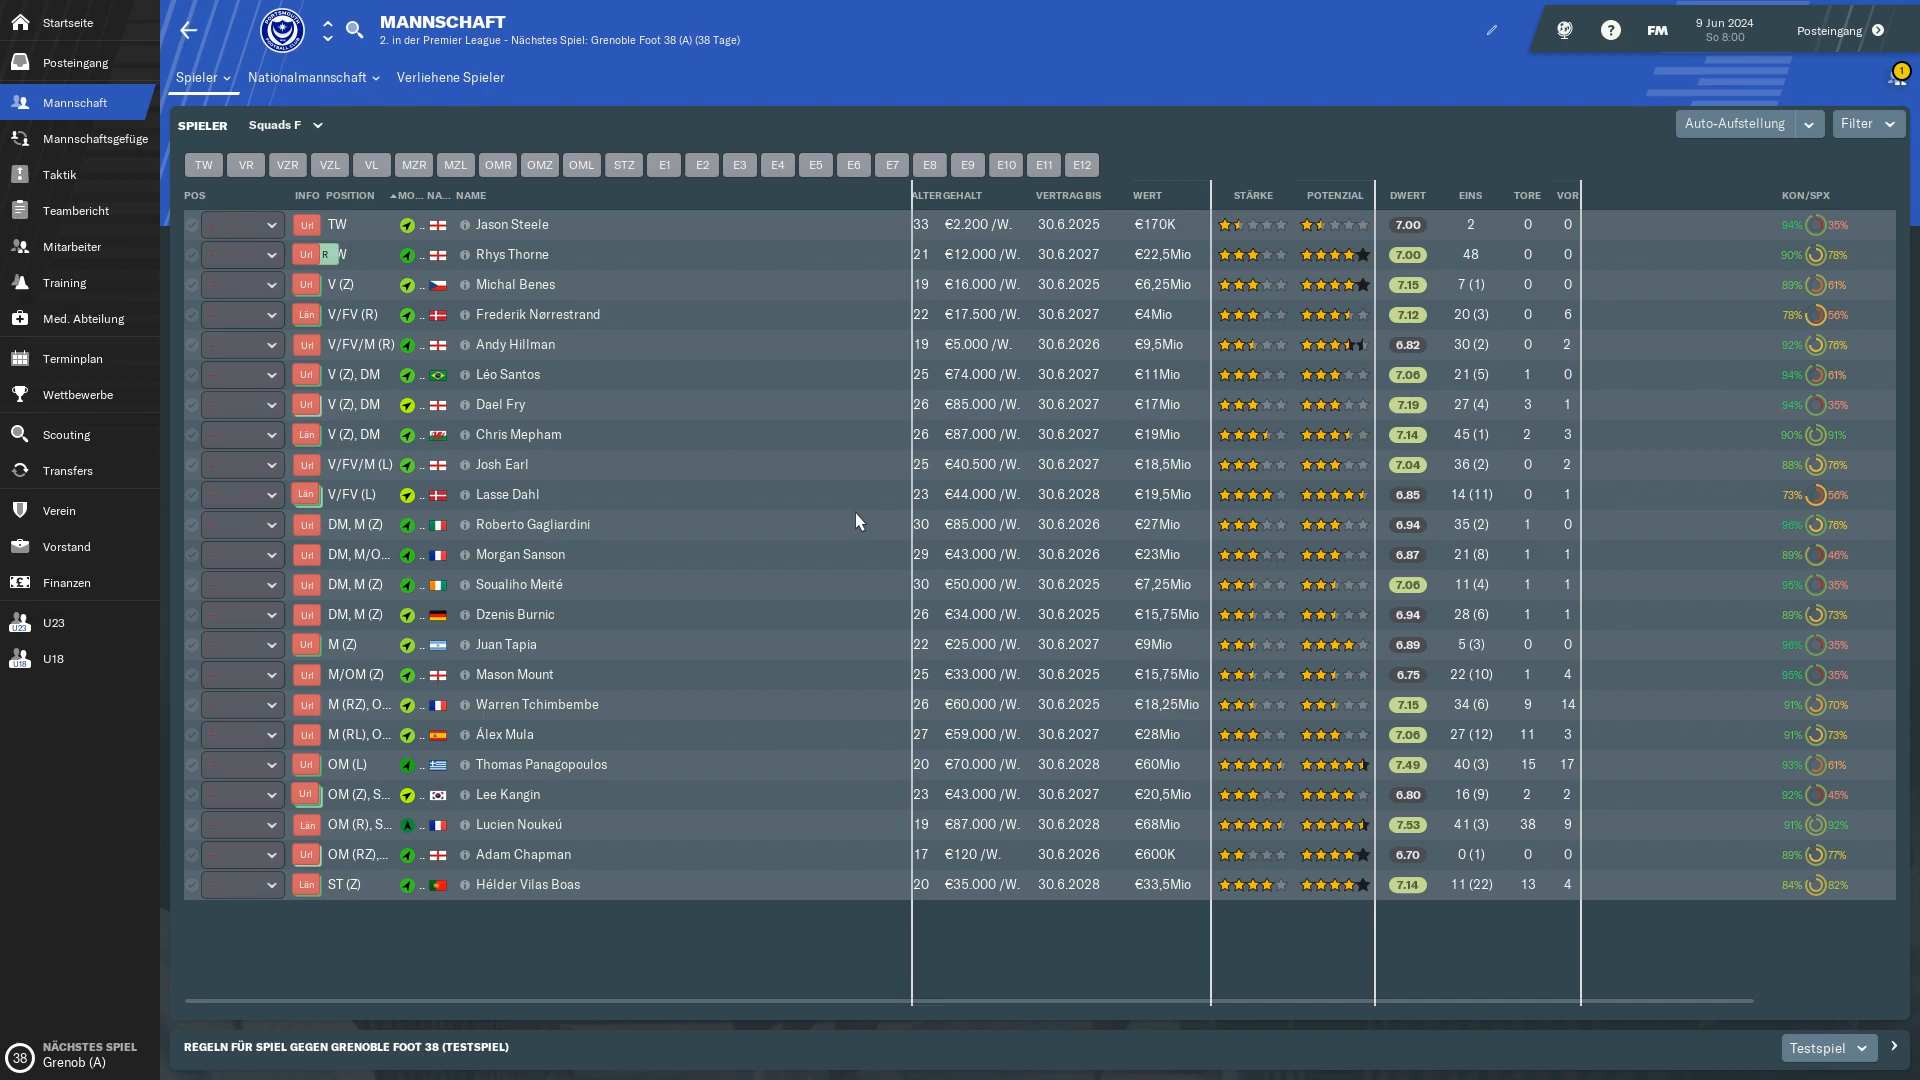 Startseite
Posteingang
Mannschaft
Mannschaftsgefüge
Taktik
Teambericht
Mitarbeiter
Training
Med. Abteilung
Terminplan
Wettbewerbe
Scouting
Transfers
Verein
Vorstand
Finanzen
U23 U23
U18 U18
38 NÄCHSTES SPIEL
Grenob (A)
MANNSCHAFT
2. in der Premier League - Nächstes Spiel: Grenoble Foot 38 (A) (38 Tage)
? FM 9 Jun 2024
So 8:00
Posteingang
1
Spieler Nationalmannschaft Verliehene Spieler
SPIELER Squads F Auto-Aufstellung Filter
TW VR VZR VZL VL MZR MZL OMR OMZ OML STZ E1 E2 E3 E4 E5 E6 E7 E8 E9 E10 E11 E12
POS INFO POSITION MO... NA... NAME ALTER GEHALT VERTRAG BIS WERT STÄRKE POTENZIAL DWERT EINS TORE VOR KON/SPX
Url TW .. Jason Steele 33 €2.200 /W. 30.6.2025 €170K 7.00 2 0 0 94% 35%
Url R W .. Rhys Thorne 21 €12.000 /W. 30.6.2027 €22,5Mio 7.00 48 0 0 90% 78%
Url V (Z) .. Michal Benes 19 €16.000 /W. 30.6.2027 €6,25Mio 7.15 7 (1) 0 0 89% 61%
Län V/FV (R) .. Frederik Nørrestrand 22 €17.500 /W. 30.6.2027 €4Mio 7.12 20 (3) 0 6 78% 56%
Url V/FV/M (R) Andy Hillman 19 €5.000 /W. 30.6.2026 €9,5Mio 6.82 30 (2) 0 2 92% 76%
Url V (Z), DM .. Léo Santos 25 €74.000 /W. 30.6.2027 €11Mio 7.06 21 (5) 1 0 94% 61%
Url V (Z), DM .. Dael Fry 26 €85.000 /W. 30.6.2027 €17Mio 7.19 27 (4) 3 1 94% 35%
Län V (Z), DM .. Chris Mepham 26 €87.000 /W. 30.6.2027 €19Mio 7.14 45 (1) 2 3 90% 91%
Url V/FV/M (L) .. Josh Earl 25 €40.500 /W. 30.6.2027 €18,5Mio 7.04 36 (2) 0 2 88% 76%
Län V/FV (L) .. Lasse Dahl 23 €44.000 /W. 30.6.2028 €19,5Mio 6.85 14 (11) 0 1 73% 56%
Url DM, M (Z) .. Roberto Gagliardini 30 €85.000 /W. 30.6.2026 €27Mio 6.94 35 (2) 1 0 96% 76%
Url DM, M/O... .. Morgan Sanson 29 €43.000 /W. 30.6.2026 €23Mio 6.87 21 (8) 1 1 89% 46%
Url DM, M (Z) .. Soualiho Meité 30 €50.000 /W. 30.6.2025 €7,25Mio 7.06 11 (4) 1 1 95% 35%
Url DM, M (Z) .. Dzenis Burnic 26 €34.000 /W. 30.6.2025 €15,75Mio 6.94 28 (6) 1 1 89% 73%
Url M (Z) .. Juan Tapia 22 €25.000 /W. 30.6.2027 €9Mio 6.89 5 (3) 0 0 96% 35%
Url M/OM (Z) .. Mason Mount 25 €33.000 /W. 30.6.2025 €15,75Mio 6.75 22 (10) 1 4 95% 35%
Url M (RZ), O... .. Warren Tchimbembe 26 €60.000 /W. 30.6.2025 €18,25Mio 7.15 34 (6) 9 14 91% 70%
Url M (RL), O... .. Álex Mula 27 €59.000 /W. 30.6.2027 €28Mio 7.06 27 (12) 11 3 91% 73%
Url OM (L) .. Thomas Panagopoulos 20 €70.000 /W. 30.6.2028 €60Mio 7.49 40 (3) 15 17 93% 61%
Url OM (Z), S... .. Lee Kangin 23 €43.000 /W. 30.6.2027 €20,5Mio 6.80 16 (9) 2 2 92% 45%
Län OM (R), S... .. Lucien Noukeú 19 €87.000 /W. 30.6.2028 €68Mio 7.53 41 (3) 38 9 91% 92%
Url OM (RZ),... .. Adam Chapman 17 €120 /W. 30.6.2026 €600K 6.70 0 (1) 0 0 89% 77%
Län ST (Z) .. Hélder Vilas Boas 20 €35.000 /W. 30.6.2028 €33,5Mio 7.14 11 (22) 13 4 84% 82%
REGELN FÜR SPIEL GEGEN GRENOBLE FOOT 38 (TESTSPIEL) Testspiel